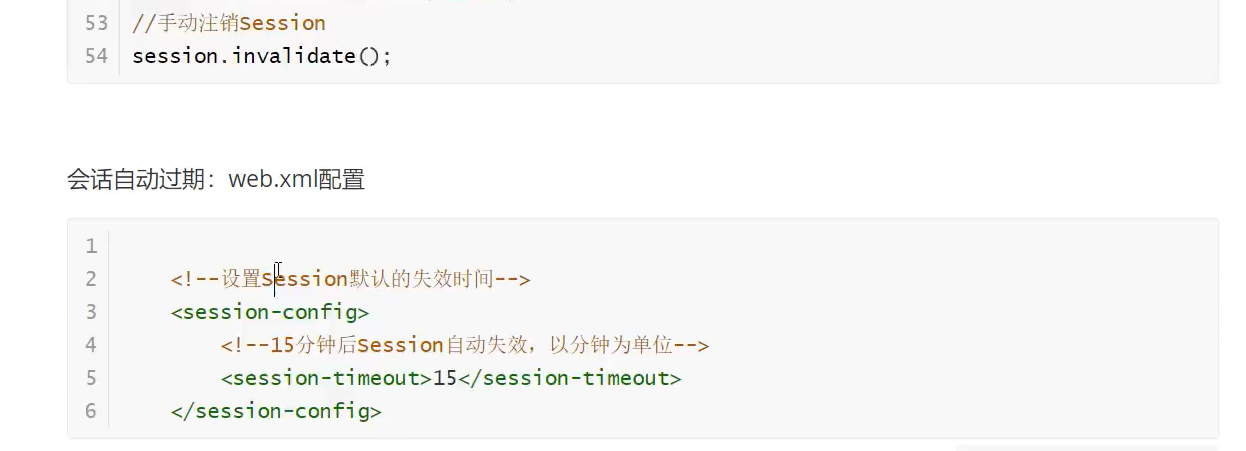 53 //手动注销Session
54 session.invalidate();
会话自动过期：web.xml配置
1
2 <!--设置Session默认的失效时间-->
3 <session-config>
4 <!--15分钟后Session自动失效，以分钟为单位-->
5 <session-timeout>15</session-timeout>
6 </session-config>